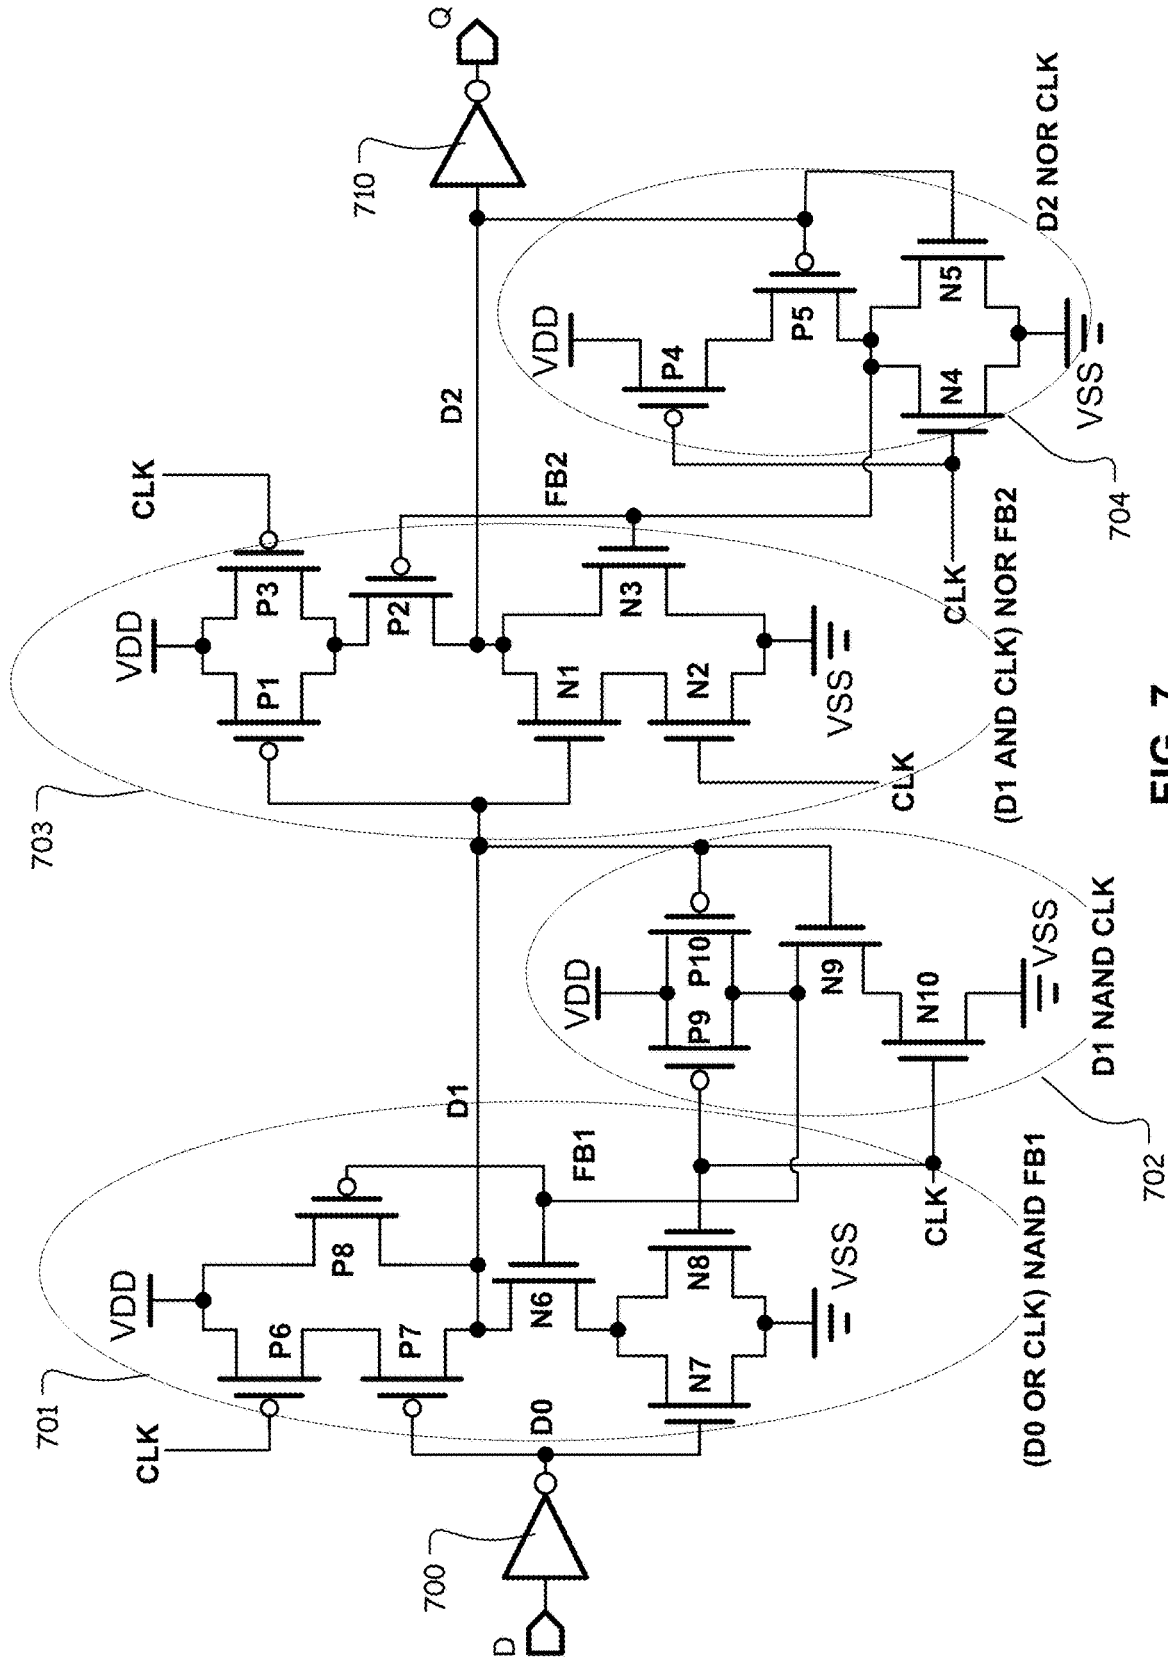 D
700
D0
CLK
701
VDD
P6
P7
P8
N6
N7
N8
VSS
FB1
(D0 OR CLK) NAND FB1
D1
CLK
702
VDD
P9
P10
N9
N10
VSS
D1 NAND CLK
703
VDD
P1
P3
CLK
P2
N1
N2
N3
CLK
VSS
(D1 AND CLK) NOR FB2
FB2
D2
CLK
704
VDD
P4
P5
N4
N5
VSS
D2 NOR CLK
710
Q
FIG. 7